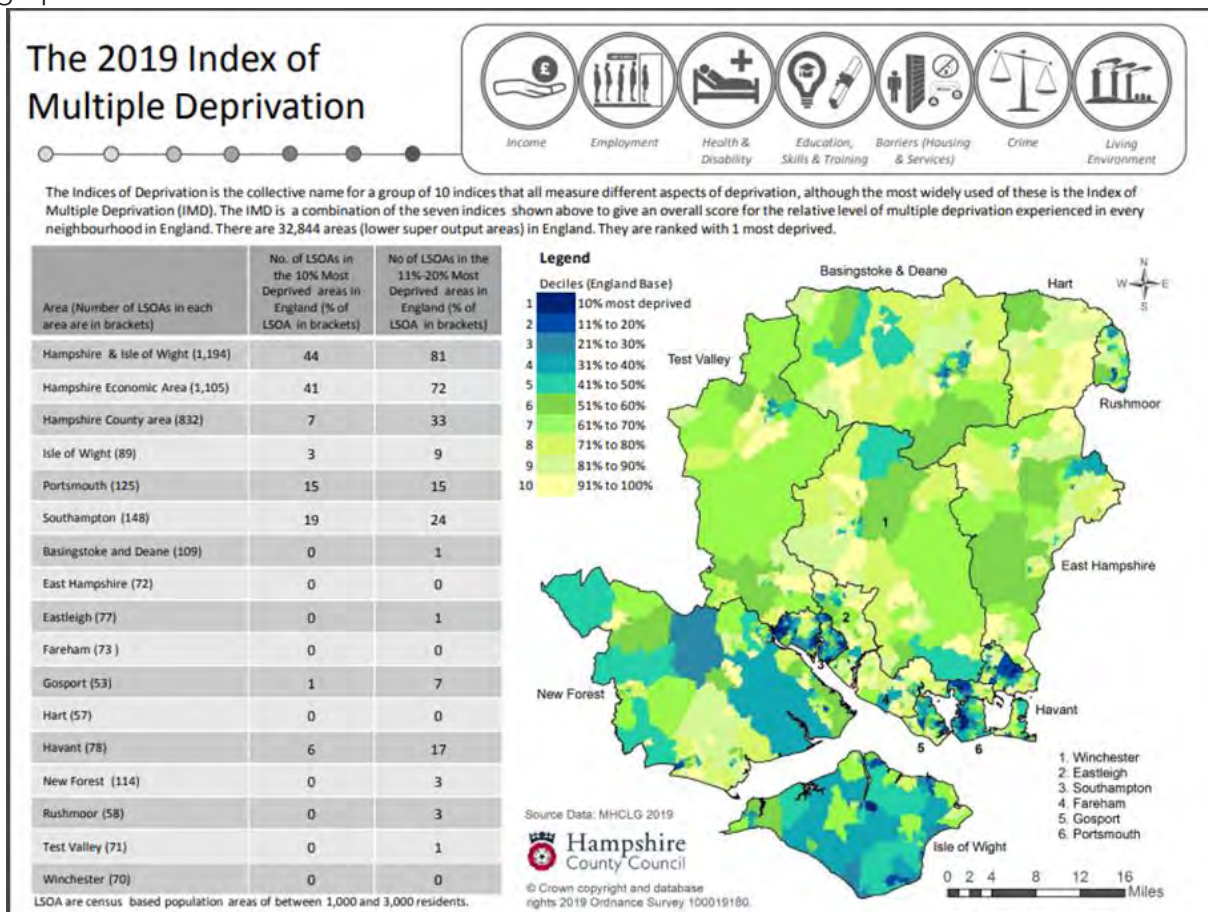 The 2019 Index of
Multiple Deprivation
Income
Employment
Health &
Disability
Education,
Skills & Training
Barriers (Housing
& Services)
Crime
Living
Environment
The Indices of Deprivation is the collective name for a group of 10 indices that all measure different aspects of deprivation, although the most widely used of these is the Index of
Multiple Deprivation (IMD). The IMD is a combination of the seven indices shown above to give an overall score for the relative level of multiple deprivation experienced in every
neighbourhood in England. There are 32,844 areas (lower super output areas) in England. They are ranked with 1 most deprived.
Area (Number of LSOAs in each
area are in brackets)
No. of LSOAs in
the 10% Most
Deprived areas in
England (% of
LSOA in brackets)
No of LSOAs in the
11%-20% Most
Deprived areas in
England (% of
LSOA in brackets)
Hampshire & Isle of Wight (1,194) 44 81
Hampshire Economic Area (1,105) 41 72
Hampshire County area (832) 7 33
Isle of Wight (89) 3 9
Portsmouth (125) 15 15
Southampton (148) 19 24
Basingstoke and Deane (109) 0 1
East Hampshire (72) 0 0
Eastleigh (77) 0 1
Fareham (73 ) 0 0
Gosport (53) 1 7
Hart (57) 0 0
Havant (78) 6 17
New Forest (114) 0 3
Rushmoor (58) 0 3
Test Valley (71) 0 1
Winchester (70) 0 0
LSOA are census based population areas of between 1,000 and 3,000 residents.
Legend
Deciles (England Base)
1 10% most deprived
2 11% to 20%
3 21% to 30%
4 31% to 40%
5 41% to 50%
6 51% to 60%
7 61% to 70%
8 71% to 80%
9 81% to 90%
10 91% to 100%
Basingstoke & Deane
Hart
N
W E
S
Test Valley
Rushmoor
1
East Hampshire
2
3
New Forest
4
Havant
5
6
1. Winchester
2. Eastleigh
3. Southampton
4. Fareham
5. Gosport
6. Portsmouth
Isle of Wight
Source Data: MHCLG 2019
Hampshire
County Council
© Crown copyright and database
rights 2019 Ordnance Survey 100019180.
0 2 4 8 12 16
Miles